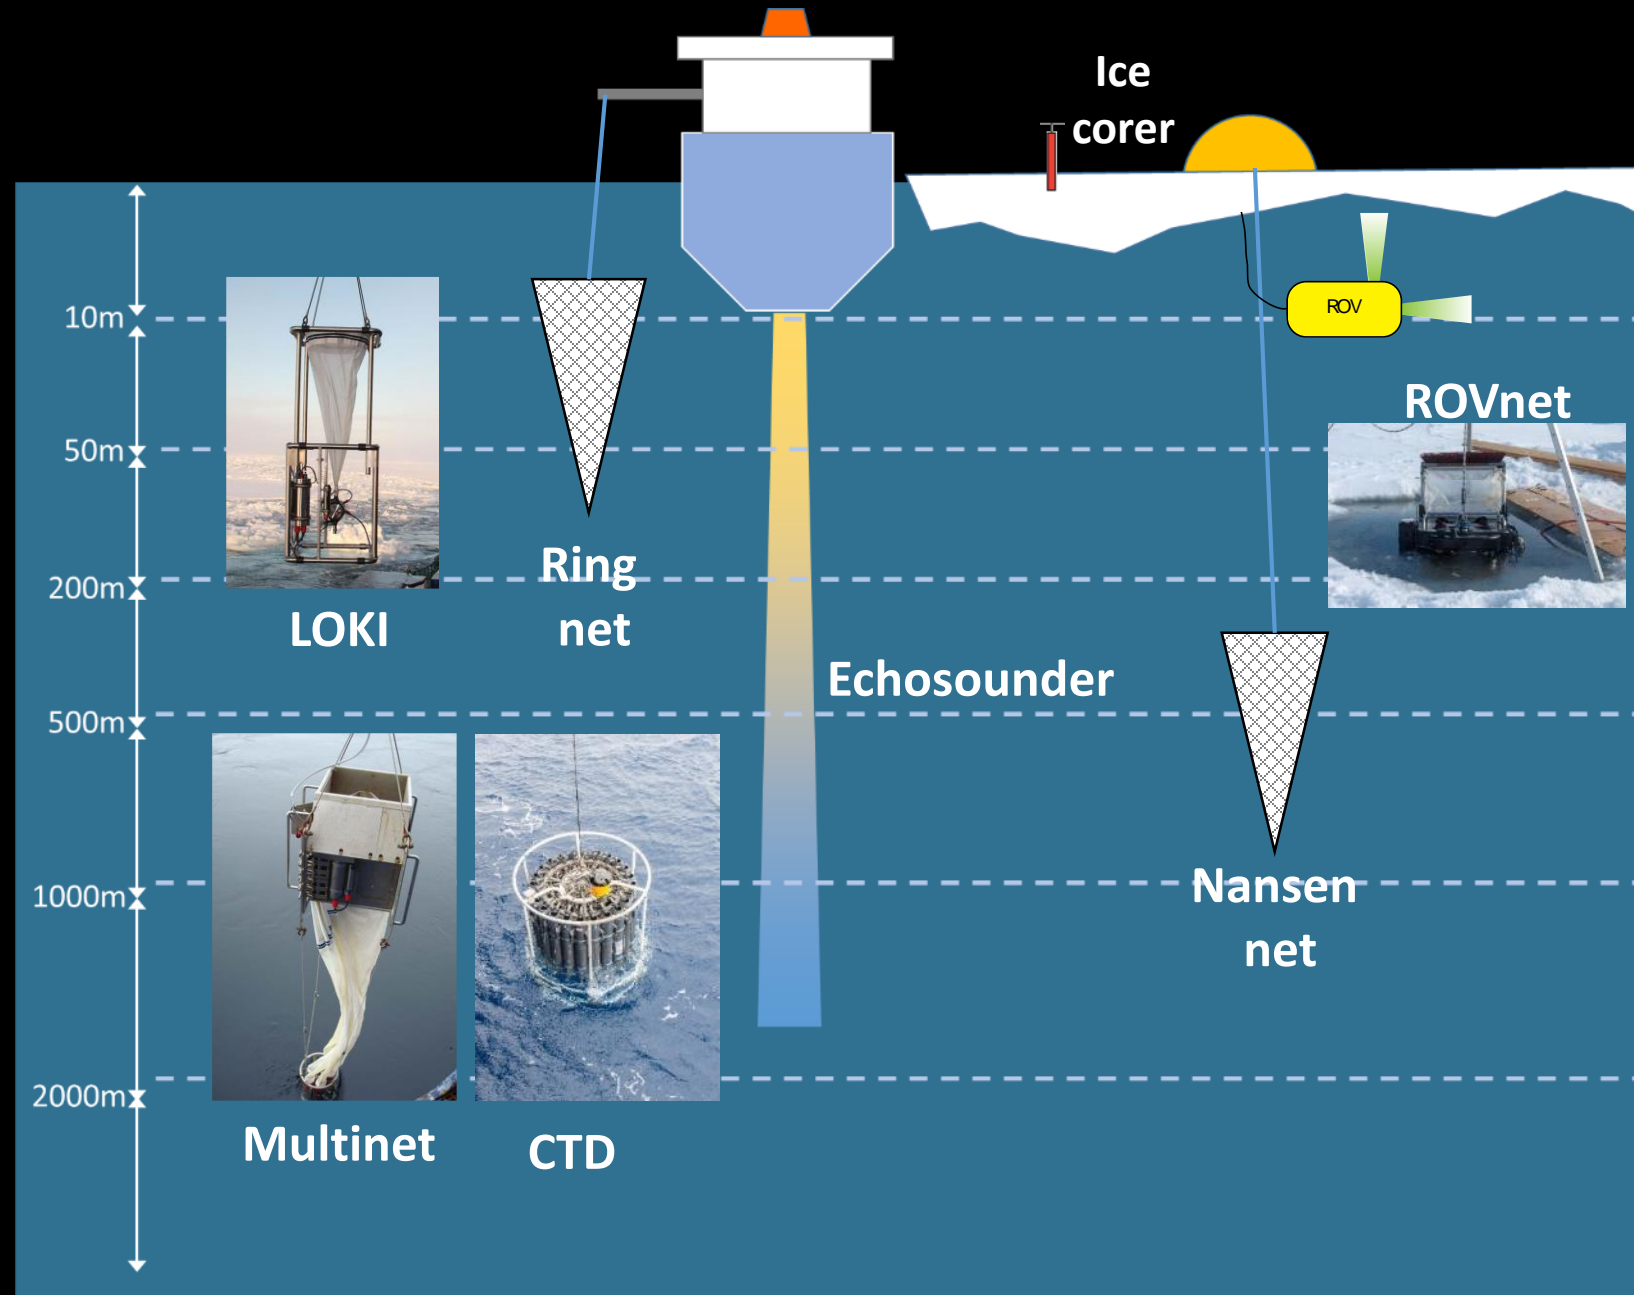 Ice
corer
10m
ROV
ROVnet
50m
Ring
net
200m
LOKI
Echosounder
500m
1000m
Nansen
net
2000m
Multinet
CTD